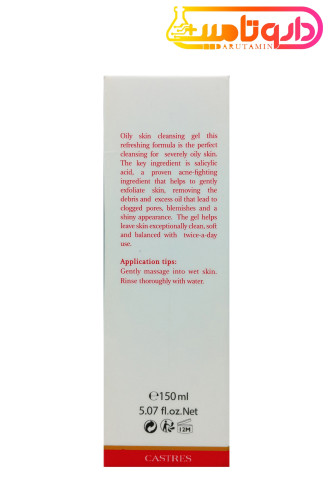 داروتامین
DARUTAMIN
Oily skin cleansing gel this
refreshing formula is the perfect
cleansing for severely oily skin.
The key ingredient is salicylic
acid, a proven acne-fighting
ingredient that helps to gently
exfoliate skin, removing the
debris and excess oil that lead to
clogged pores, blemishes and a
shiny appearance. The gel helps
leave skin exceptionally clean, soft
and balanced with twice-a-day
use.
Application tips:
Gently massage into wet skin.
Rinse thoroughly with water.
℮150ml
5.07 fl.oz.Net
12M
CASTRES